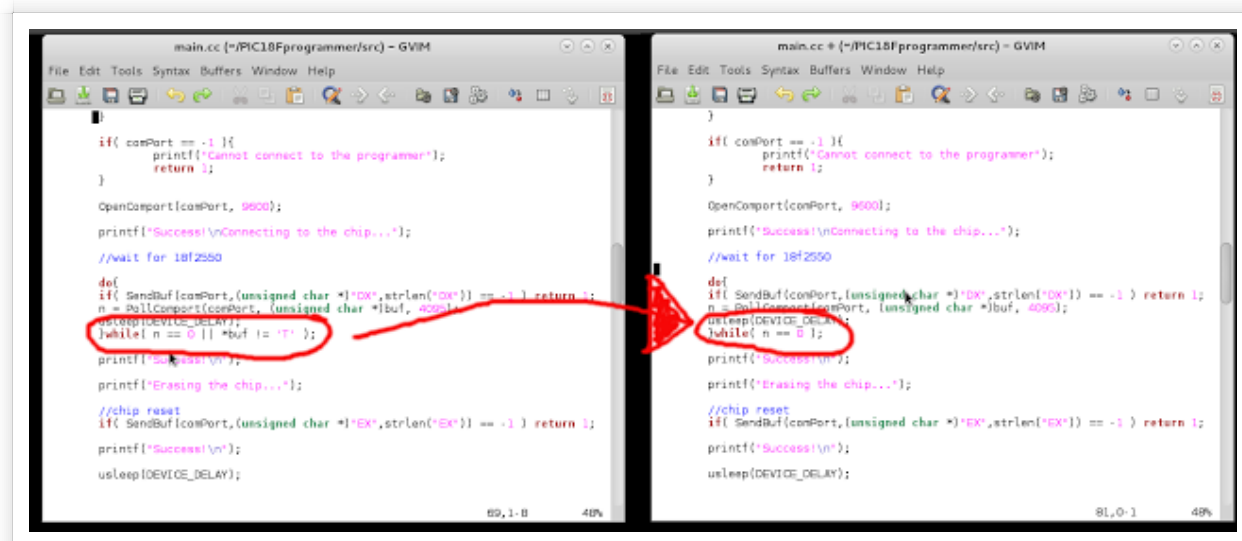 main.cc (~/PIC18Fprogrammer/src) - GVIM
File Edit Tools Syntax Buffers Window Help
}
if( comPort == -1 ){
printf("Cannot connect to the programmer");
return 1;
}
OpenComport(comPort, 9600);
printf("Success!\nConnecting to the chip...");
//wait for 18f2550
do{
if( SendBuf(comPort,(unsigned char *)"DX",strlen("DX")) == -1 ) return 1;
n = PollComport(comPort, (unsigned char *)buf, 4095);
usleep(DEVICE_DELAY);
}while( n == 0 || *buf != 'T' );
printf("Success!\n");
printf("Erasing the chip...");
//chip reset
if( SendBuf(comPort,(unsigned char *)"EX",strlen("EX")) == -1 ) return 1;
printf("Success!\n");
usleep(DEVICE_DELAY);
69,1-8 48%
main.cc + (~/PIC18Fprogrammer/src) - GVIM
File Edit Tools Syntax Buffers Window Help
}
if( comPort == -1 ){
printf("Cannot connect to the programmer");
return 1;
}
OpenComport(comPort, 9600);
printf("Success!\nConnecting to the chip...");
//wait for 18f2550
do{
if( SendBuf(comPort,(unsigned char *)"DX",strlen("DX")) == -1 ) return 1;
n = PollComport(comPort, (unsigned char *)buf, 4095);
usleep(DEVICE_DELAY);
}while( n == 0 );
printf("Success!\n");
printf("Erasing the chip...");
//chip reset
if( SendBuf(comPort,(unsigned char *)"EX",strlen("EX")) == -1 ) return 1;
printf("Success!\n");
usleep(DEVICE_DELAY);
81,0-1 48%